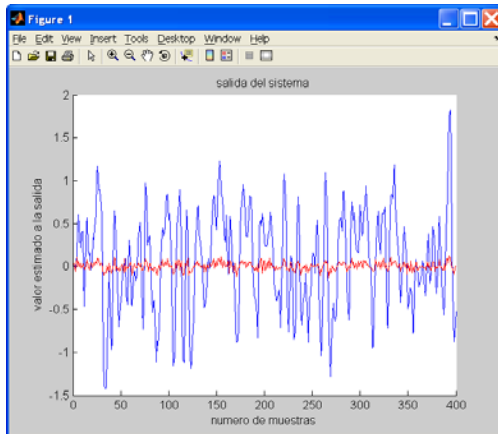 Figure 1
File Edit View Insert Tools Desktop Window Help
salida del sistema
2
1.5
1
0.5
0
-0.5
-1
-1.5
valor estimado a la salida
0 50 100 150 200 250 300 350 400
numero de muestras